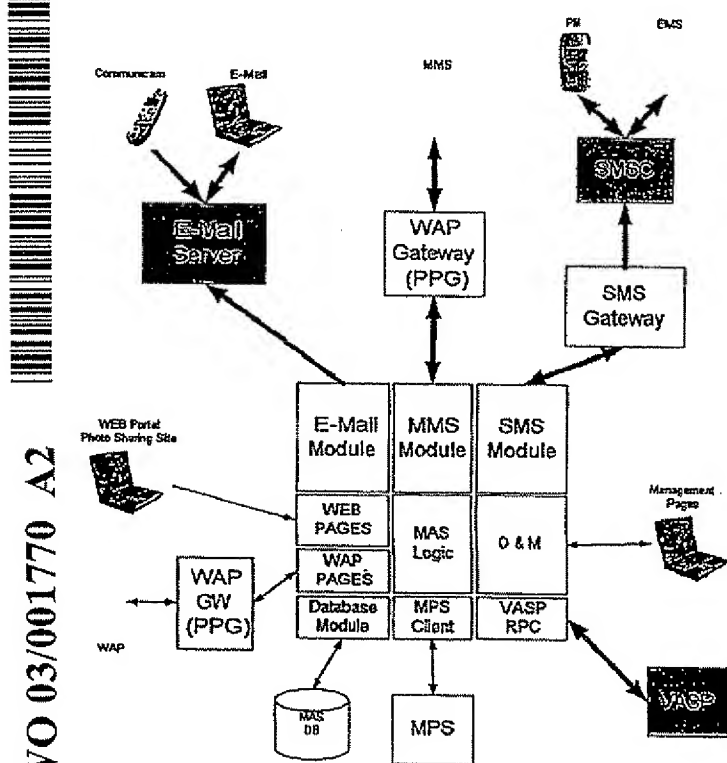 PM
EMS
Communicam
E-Mail
MMS
SMSC
E-Mail
Server
WAP
Gateway
(PPG)
SMS
Gateway
E-Mail
Module
MMS
Module
SMS
Module
WEB Portal
Photo Sharing Site
WEB
PAGES
MAS
Logic
O & M
Management
Pages
WAP
PAGES
WAP
GW
(PPG)
WAP
Database
Module
MPS
Client
VASP
RPC
MAS
DB
MPS
VASP
WO 03/001770 A2